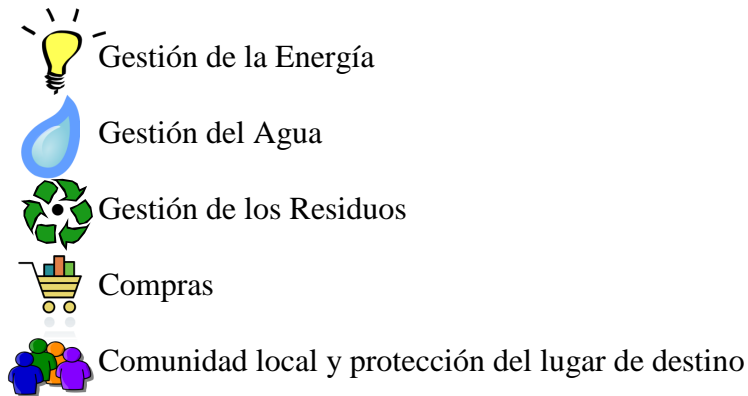 Gestión de la Energía
Gestión del Agua
Gestión de los Residuos
Compras
Comunidad local y protección del lugar de destino